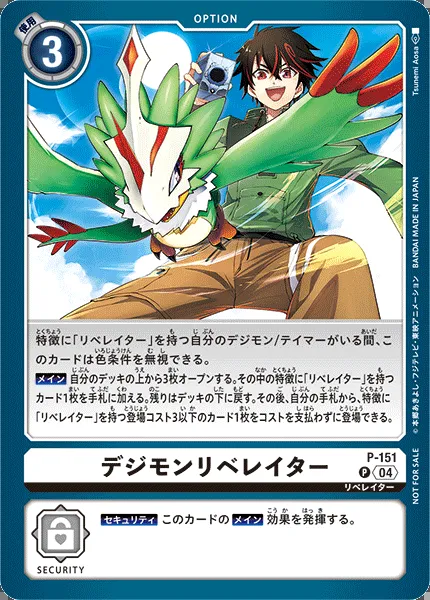 OPTION
使用
3
Tsunemi Aosa
© 本郷あきよし・フジテレビ・東映アニメーション BANDAI MADE IN JAPAN
NOT FOR SALE
特徴に「リベレイター」を持つ自分のデジモン/テイマーがいる間、こ
のカードは色条件を無視できる。
メイン 自分のデッキの上から3枚オープンする。その中の特徴に「リベレイター」を持つ
カード1枚を手札に加える。残りはデッキの下に戻す。その後、自分の手札から、特徴に
「リベレイター」を持つ登場コスト3以下のカード1枚をコストを支払わずに登場できる。
デジモンリベレイター
P-151
P 04
リベレイター
セキュリティ このカードの メイン 効果を発揮する。
SECURITY